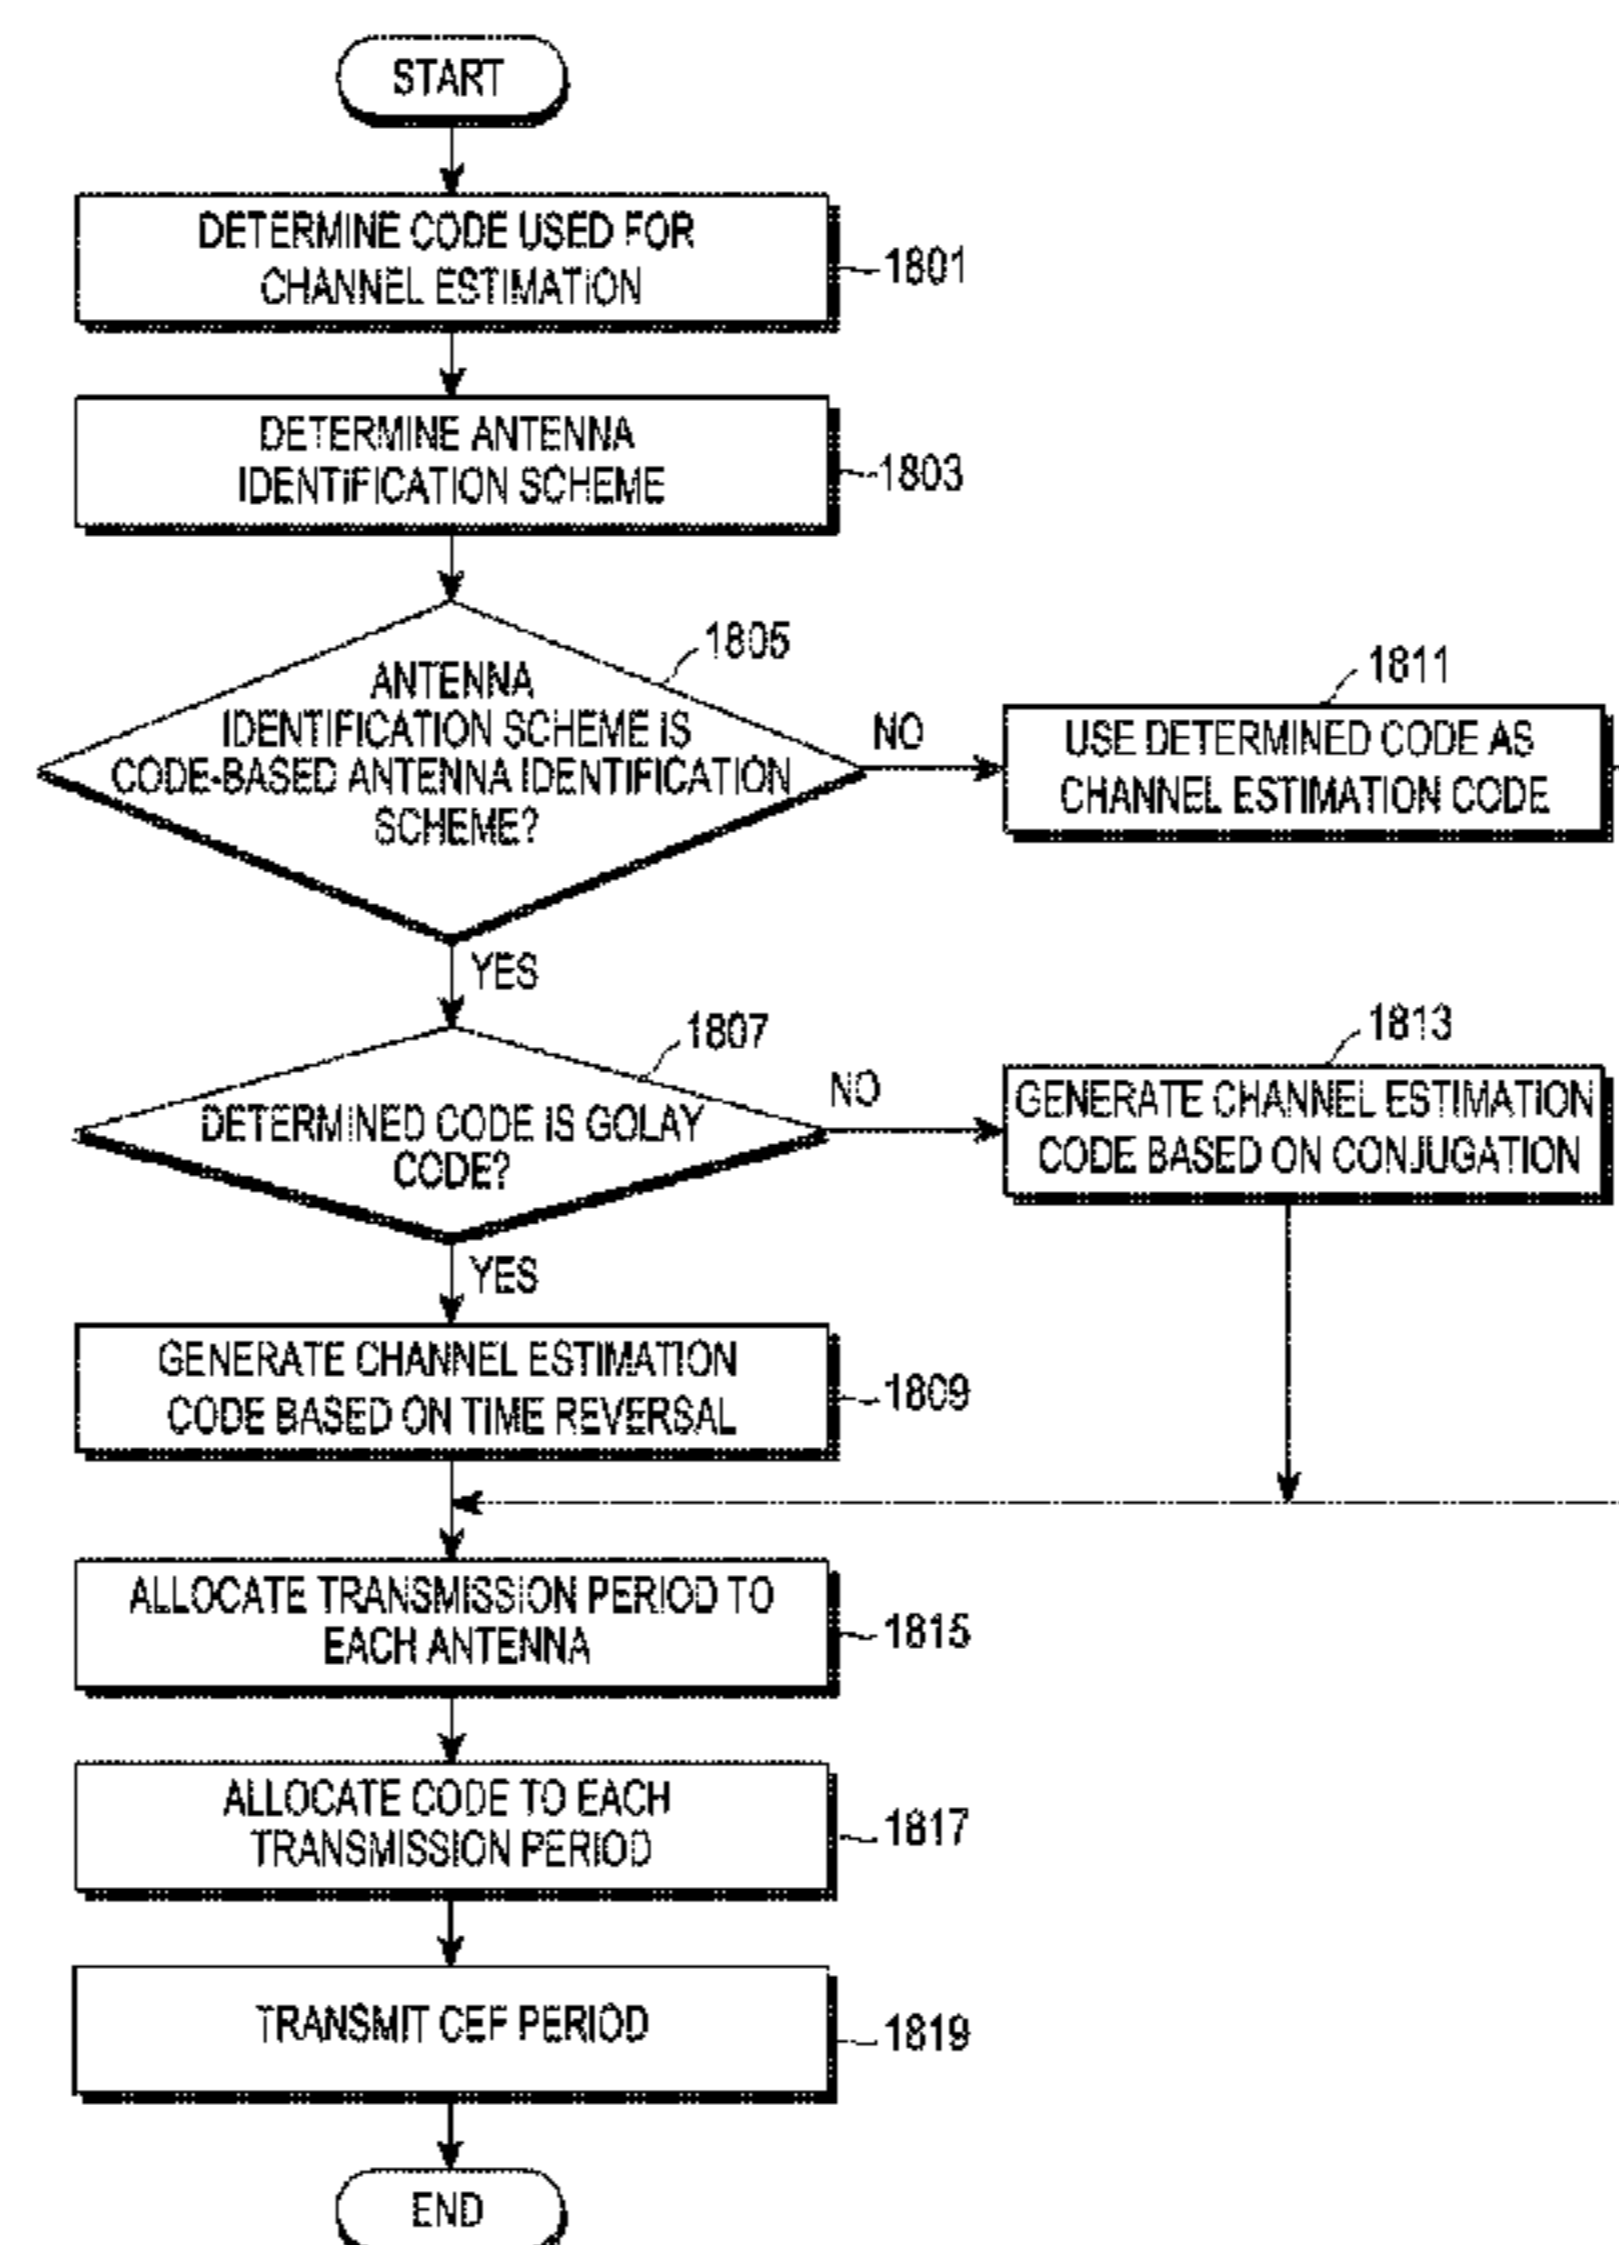 START
DETERMINE CODE USED FOR
CHANNEL ESTIMATION
1801
DETERMINE ANTENNA
IDENTIFICATION SCHEME
1803
1805
ANTENNA
IDENTIFICATION SCHEME IS
CODE-BASED ANTENNA IDENTIFICATION
SCHEME?
NO
1811
USE DETERMINED CODE AS
CHANNEL ESTIMATION CODE
YES
1807
DETERMINED CODE IS GOLAY
CODE?
NO
1813
GENERATE CHANNEL ESTIMATION
CODE BASED ON CONJUGATION
YES
GENERATE CHANNEL ESTIMATION
CODE BASED ON TIME REVERSAL
1809
ALLOCATE TRANSMISSION PERIOD TO
EACH ANTENNA
1815
ALLOCATE CODE TO EACH
TRANSMISSION PERIOD
1817
TRANSMIT CEF PERIOD
1819
END